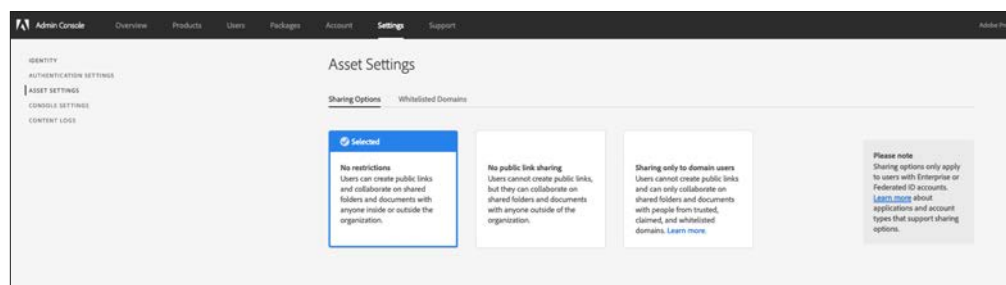 Admin Console
Overview
Products
Users
Packages
Account
Settings
Support
IDENTITY
AUTHENTICATION SETTINGS
ASSET SETTINGS
CONSOLE SETTINGS
CONTENT LOGS
Asset Settings
Sharing Options
Whitelisted Domains
Selected
No restrictions
Users can create public links
and collaborate on shared
folders and documents with
anyone inside or outside the
organization.
No public link sharing
Users cannot create public links,
but they can collaborate on
shared folders and documents
with anyone outside of the
organization.
Sharing only to domain users
Users cannot create public links
and can only collaborate on
shared folders and documents
with people from trusted,
claimed, and whitelisted
domains. Learn more.
Please note
Sharing options only apply
to users with Enterprise or
Federated ID accounts.
Learn more about
applications and account
types that support sharing
options.